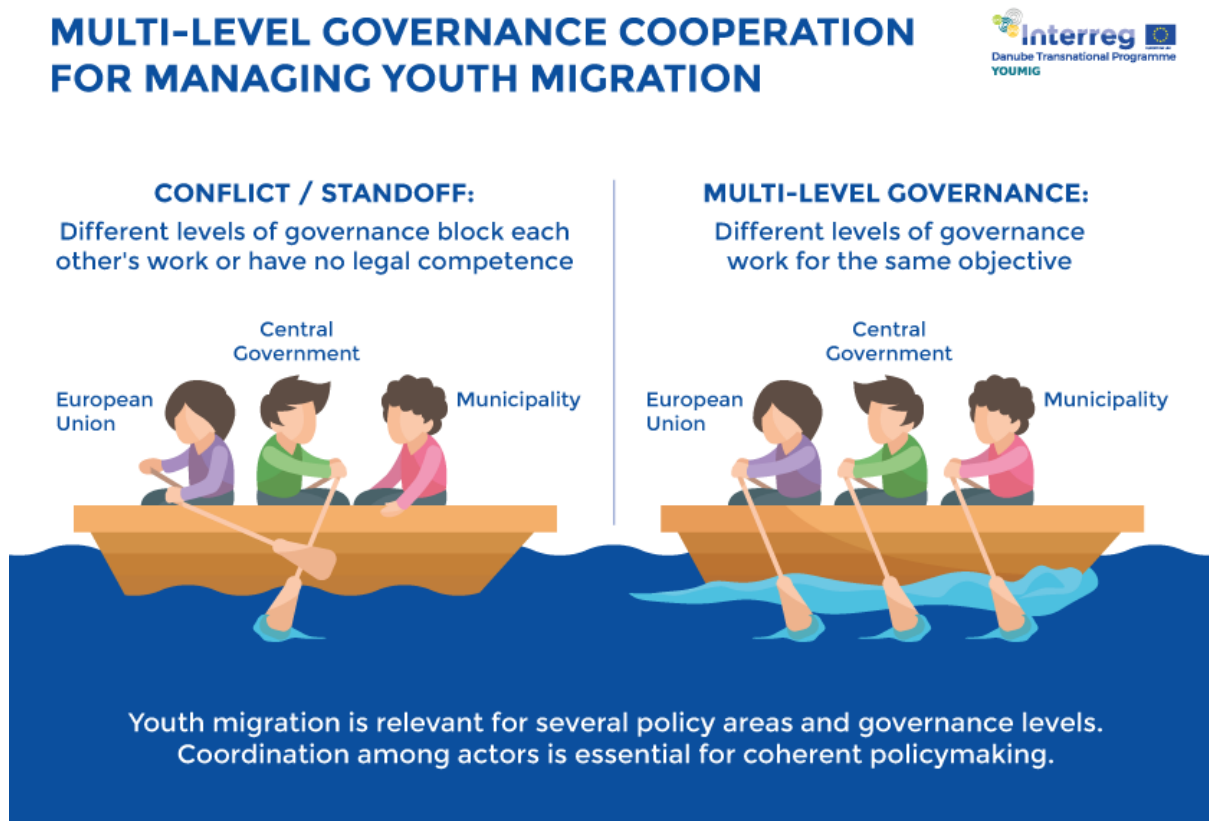 MULTI-LEVEL GOVERNANCE COOPERATION
FOR MANAGING YOUTH MIGRATION
Interreg
EUROPEAN UNION
Danube Transnational Programme
YOUMIG
CONFLICT / STANDOFF:
Different levels of governance block each
other's work or have no legal competence
Central
Government
European
Union
Municipality
MULTI-LEVEL GOVERNANCE:
Different levels of governance
work for the same objective
Central
Government
European
Union
Municipality
Youth migration is relevant for several policy areas and governance levels.
Coordination among actors is essential for coherent policymaking.